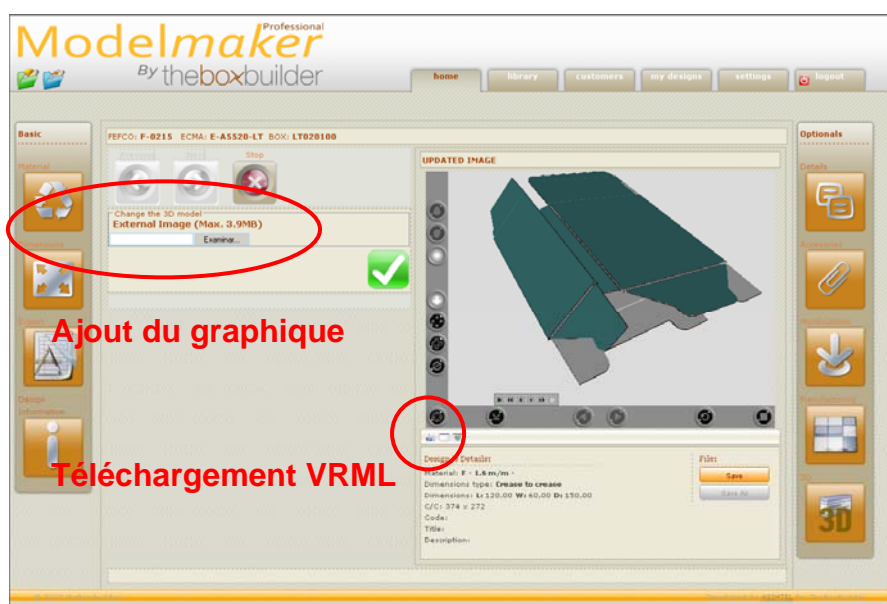 Modelmaker
Professional
By theboxbuilder
home
library
customers
my designs
settings
logout
Basic
FEFCO: F-0215 ECMA: E-A5520-LT BOX: LT020100
Optionals
Material
Stop
UPDATED IMAGE
Details
Change the 3D model
External Image (Max. 3.9MB)
Examinar...
Ajout du graphique
Design
Information
Téléchargement VRML
Designer Details:
Material: F - 1.6 m/m -
Dimensions type: Crease to crease
Dimensions: L: 120.00 W: 60.00 D: 150.00
C/C: 374 x 272
Code:
Title:
Description:
File:
Save
Save As
3D